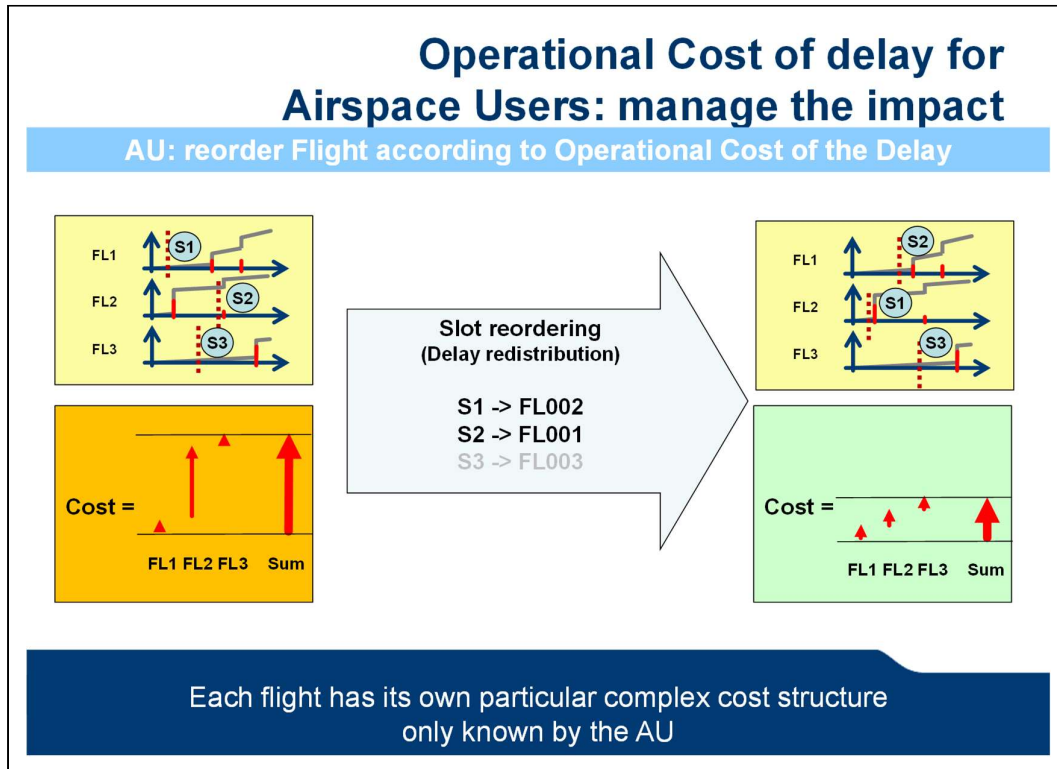 Operational Cost of delay for
Airspace Users: manage the impact
AU: reorder Flight according to Operational Cost of the Delay
FL1
S1
FL2
S2
FL3
S3
Cost =
FL1 FL2 FL3 Sum
Slot reordering
(Delay redistribution)
S1 -> FL002
S2 -> FL001
S3 -> FL003
S2
FL1
S1
FL2
S3
FL3
Cost =
FL1 FL2 FL3 Sum
Each flight has its own particular complex cost structure
only known by the AU